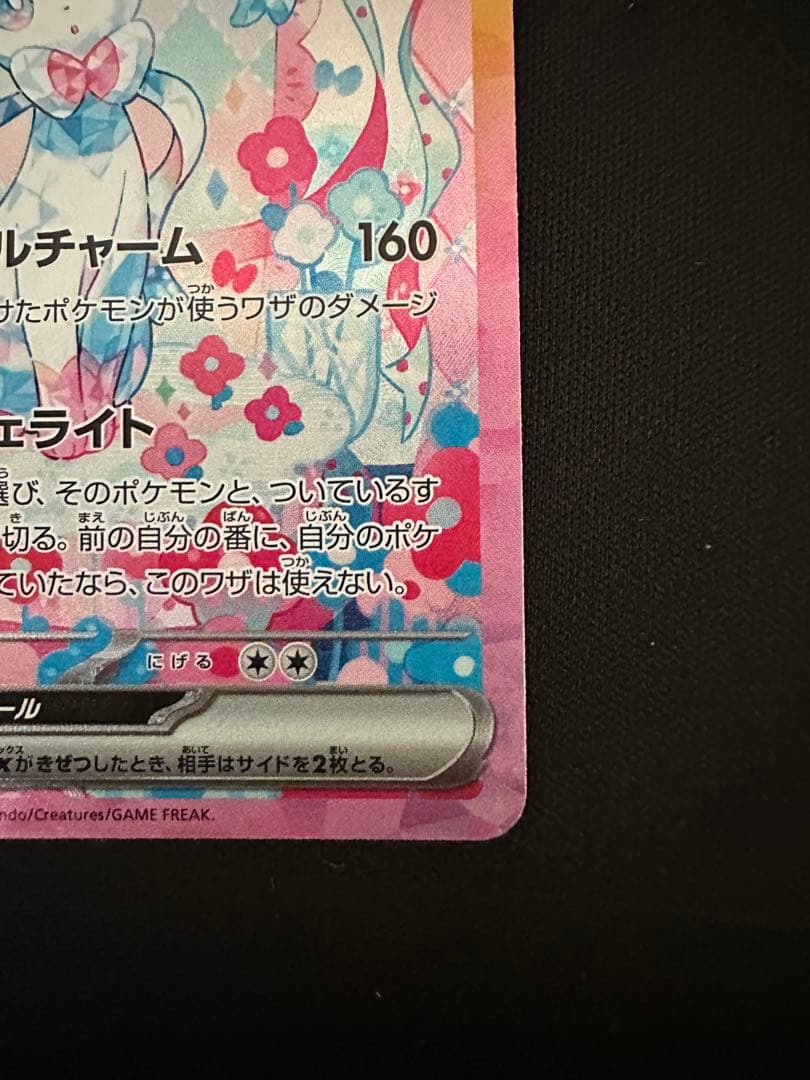 ルチャーム 160
けたポケモンが使うワザのダメージ
ェライト
選び、そのポケモンと、ついているす
切る。前の自分の番に、自分のポケ
ていたなら、このワザは使えない。
にげる
ール
がきぜつしたとき、相手はサイドを2枚とる。
ndo/Creatures/GAME FREAK.